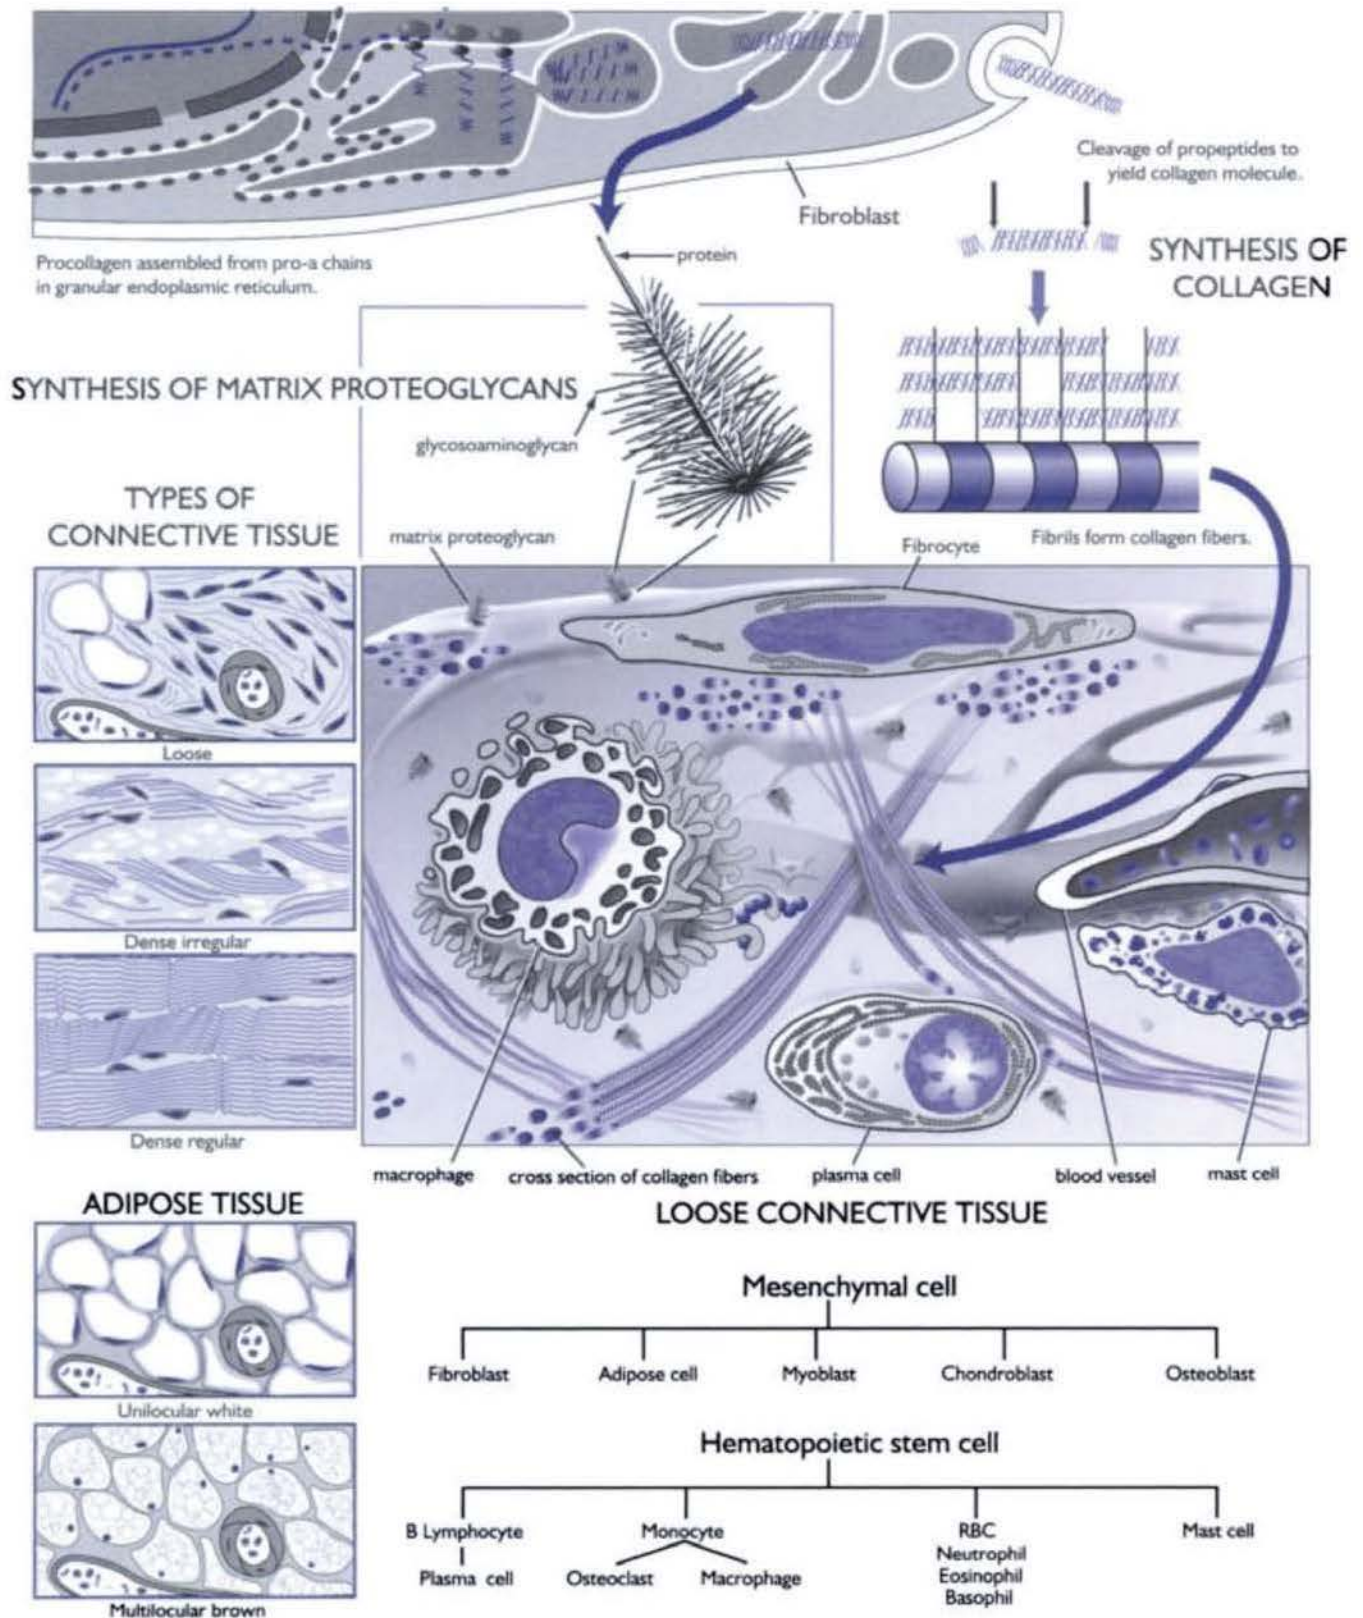 Cleavage of propeptides to
yield collagen molecule.
Fibroblast
SYNTHESIS OF
COLLAGEN
protein
Procollagen assembled from pro-a chains
in granular endoplasmic reticulum.
SYNTHESIS OF MATRIX PROTEOGLYCANS
glycosoaminoglycan
TYPES OF
CONNECTIVE TISSUE
matrix proteoglycan
Fibrocyte
Fibrils form collagen fibers.
Loose
Dense irregular
Dense regular
macrophage
cross section of collagen fibers
plasma cell
blood vessel
mast cell
ADIPOSE TISSUE
LOOSE CONNECTIVE TISSUE
Unilocular white
Multilocular brown
Mesenchymal cell
Fibroblast
Adipose cell
Myoblast
Chondroblast
Osteoblast
Hematopoietic stem cell
B Lymphocyte
Monocyte
RBC
Mast cell
Neutrophil
Plasma cell
Osteoclast
Macrophage
Eosinophil
Basophil